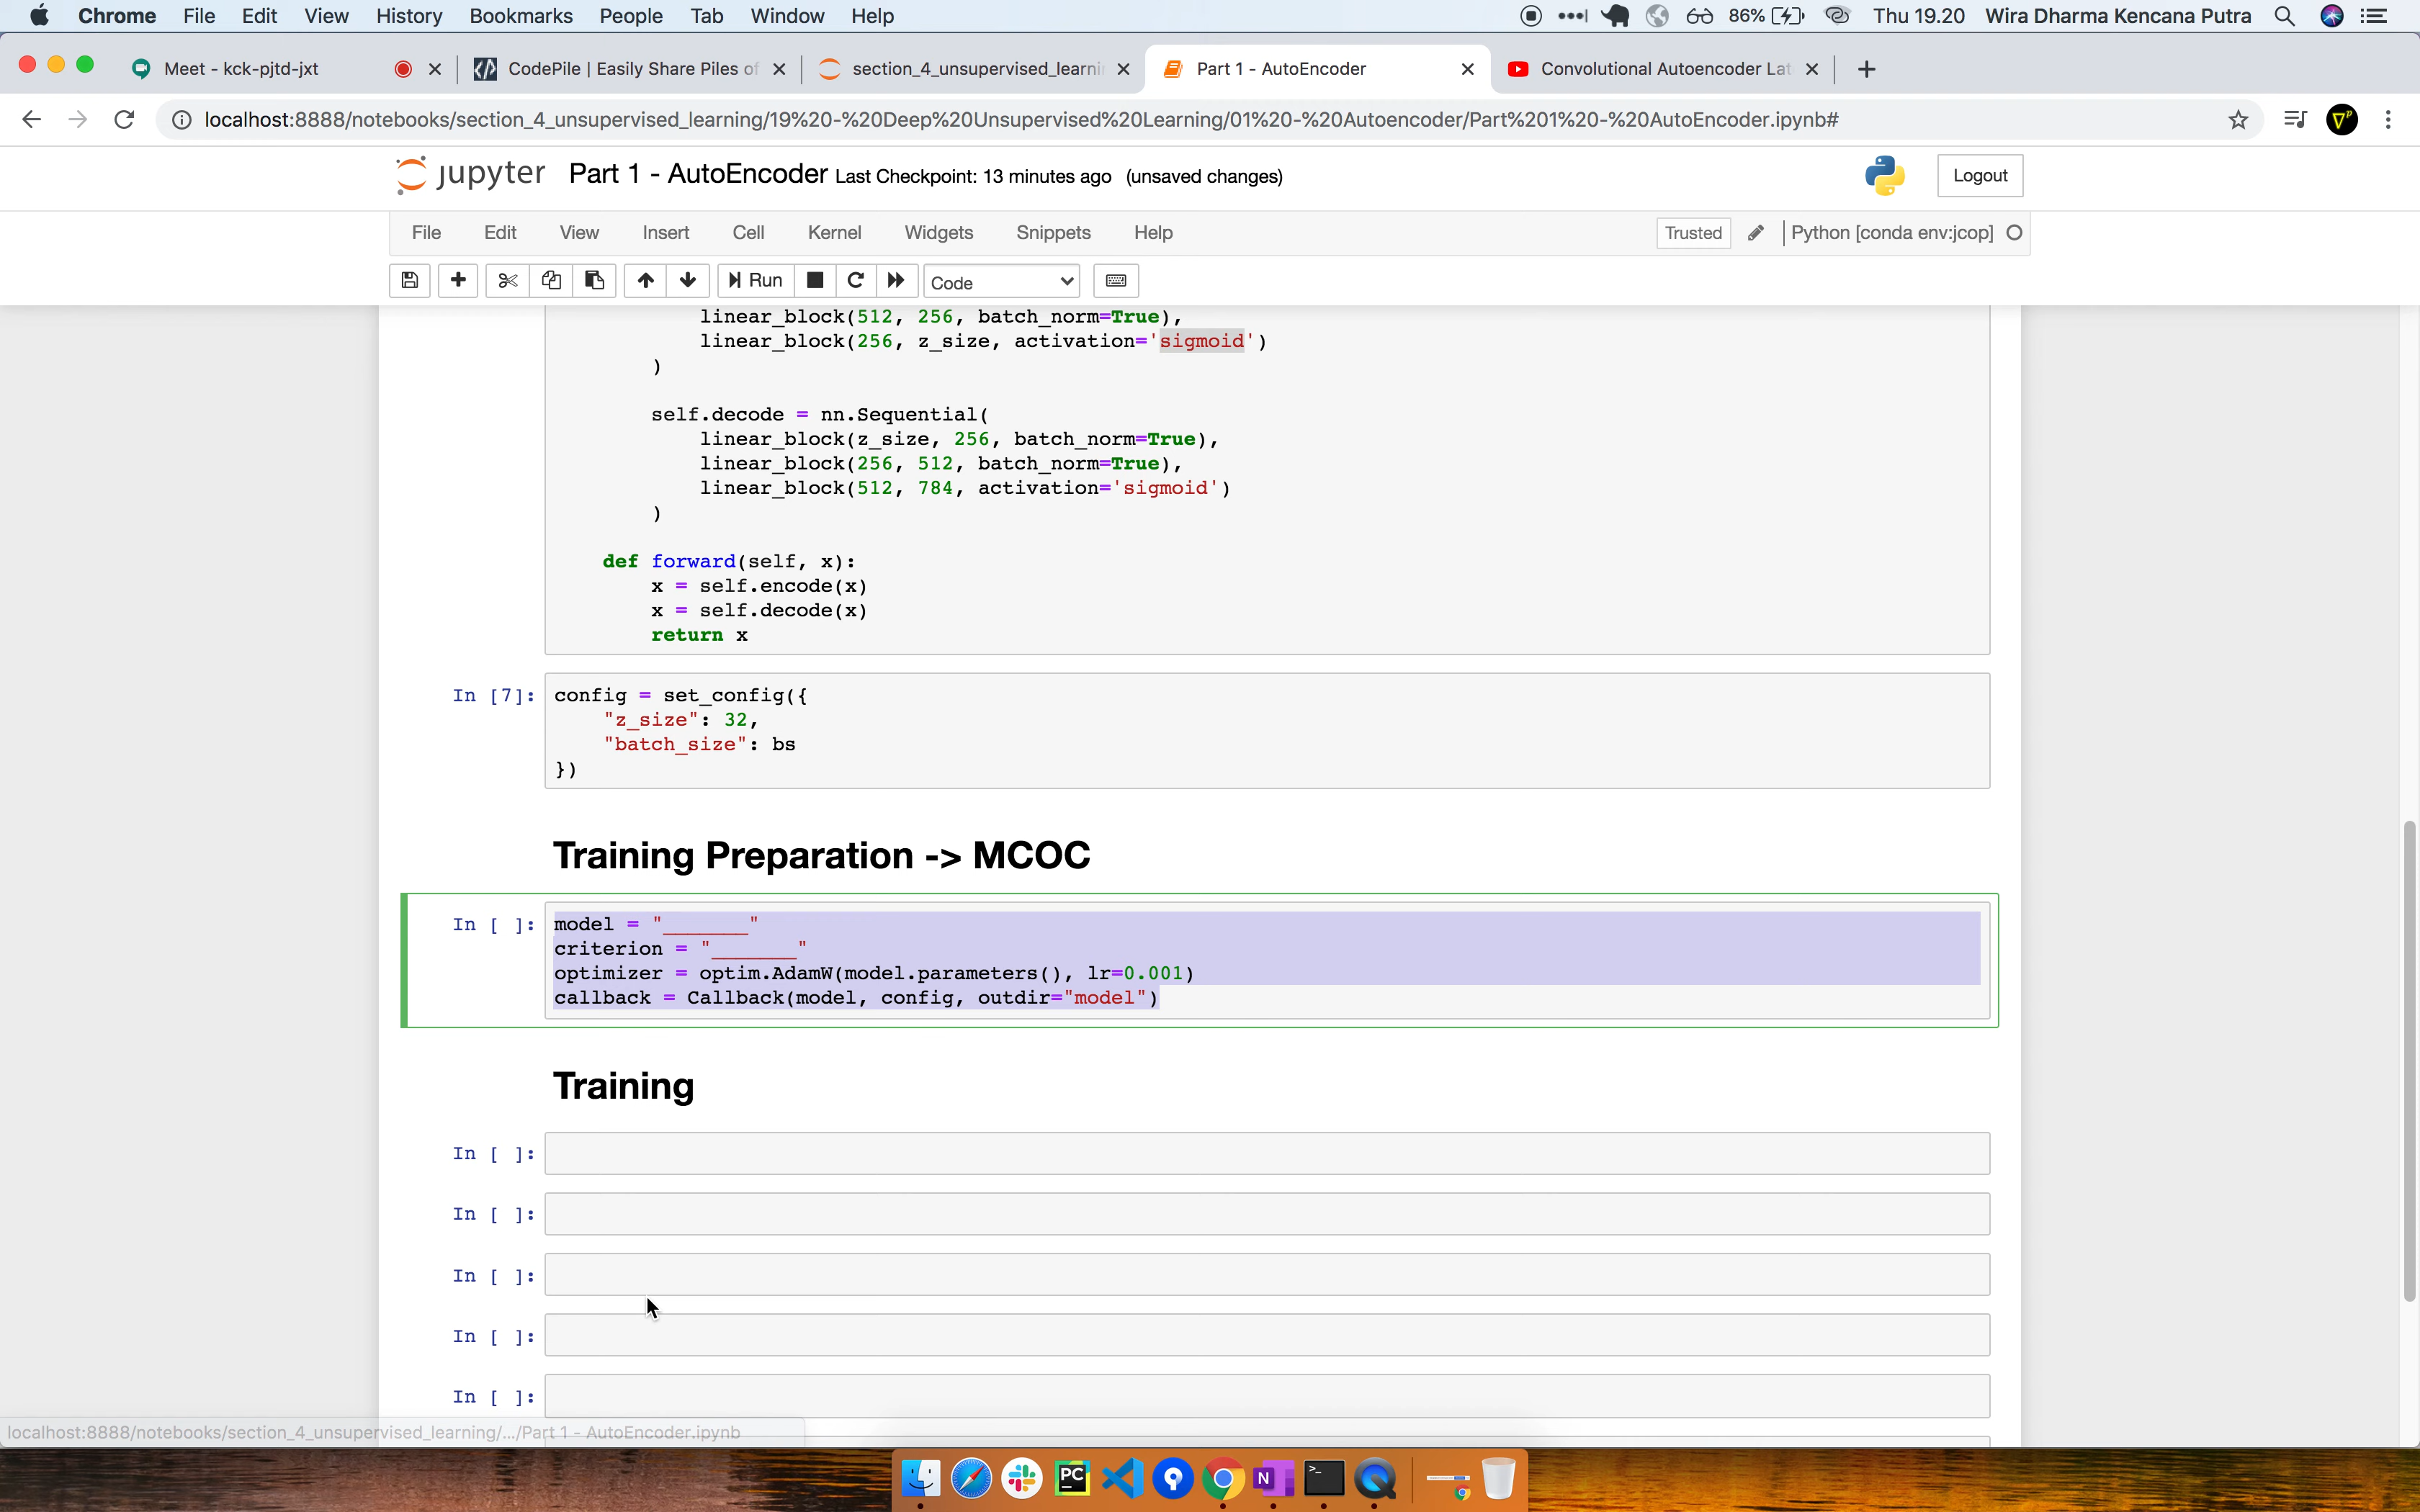 Chrome File Edit View History Bookmarks People Tab Window Help 86% Thu 19.20 Wira Dharma Kencana Putra
Meet - kck-pjtd-jxt CodePile | Easily Share Piles of section_4_unsupervised_learni Part 1 - AutoEncoder Convolutional Autoencoder Lat
localhost:8888/notebooks/section_4_unsupervised_learning/19%20-%20Deep%20Unsupervised%20Learning/01%20-%20Autoencoder/Part%201%20-%20AutoEncoder.ipynb#
jupyter Part 1 - AutoEncoder Last Checkpoint: 13 minutes ago (unsaved changes) Logout
File Edit View Insert Cell Kernel Widgets Snippets Help Trusted Python [conda env:jcop]
Run Code
linear_block(512, 256, batch_norm=True),
linear_block(256, z_size, activation='sigmoid')
)
self.decode = nn.Sequential(
linear_block(z_size, 256, batch_norm=True),
linear_block(256, 512, batch_norm=True),
linear_block(512, 784, activation='sigmoid')
)
def forward(self, x):
x = self.encode(x)
x = self.decode(x)
return x
In [7]: config = set_config({
"z_size": 32,
"batch_size": bs
})
Training Preparation -> MCOC
In [ ]: model = "_______"
criterion = "_______"
optimizer = optim.AdamW(model.parameters(), lr=0.001)
callback = Callback(model, config, outdir="model")
Training
In [ ]:
In [ ]:
In [ ]:
In [ ]:
In [ ]:
localhost:8888/notebooks/section_4_unsupervised_learning/.../Part 1 - AutoEncoder.ipynb
PC N